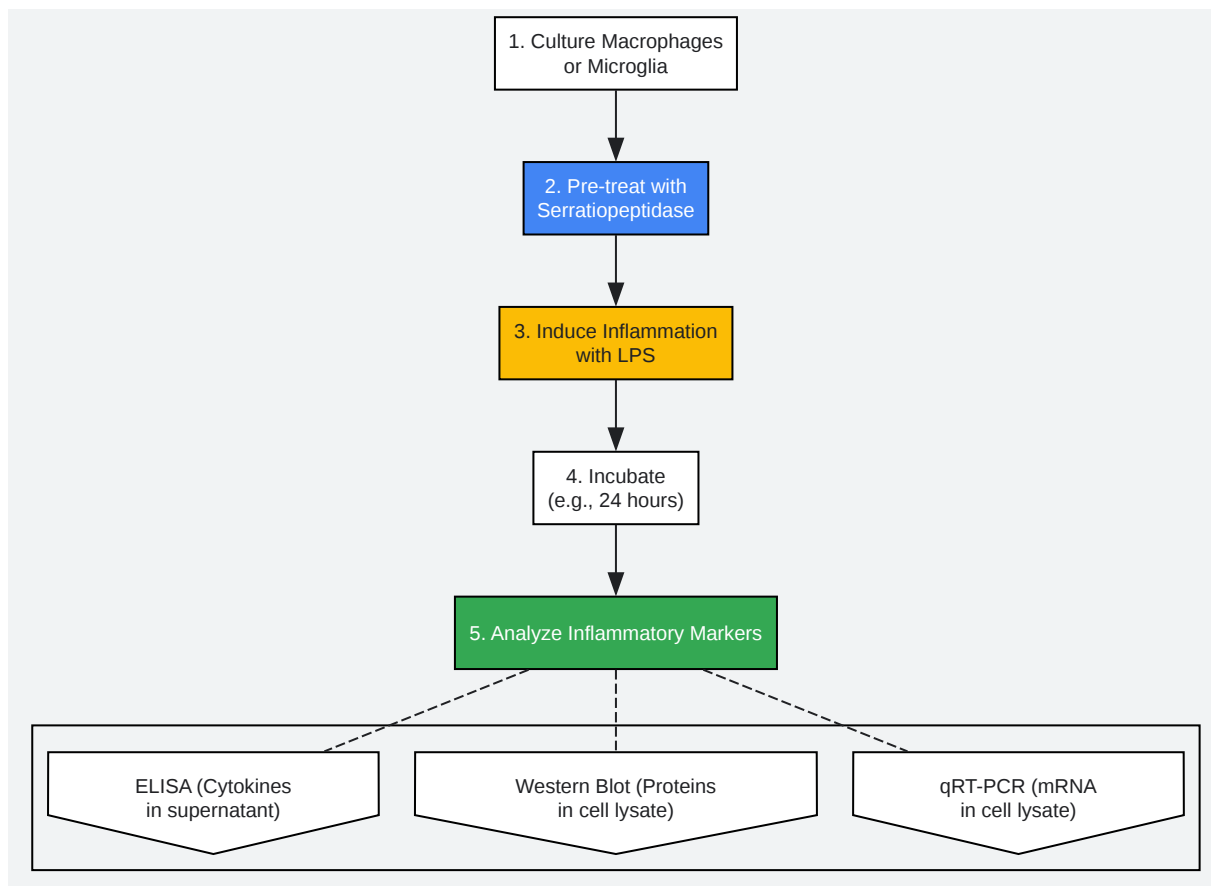 1. Culture Macrophages
or Microglia
2. Pre-treat with
Serratiopeptidase
3. Induce Inflammation
with LPS
4. Incubate
(e.g., 24 hours)
5. Analyze Inflammatory Markers
ELISA (Cytokines
in supernatant)
Western Blot (Proteins
in cell lysate)
qRT-PCR (mRNA
in cell lysate)